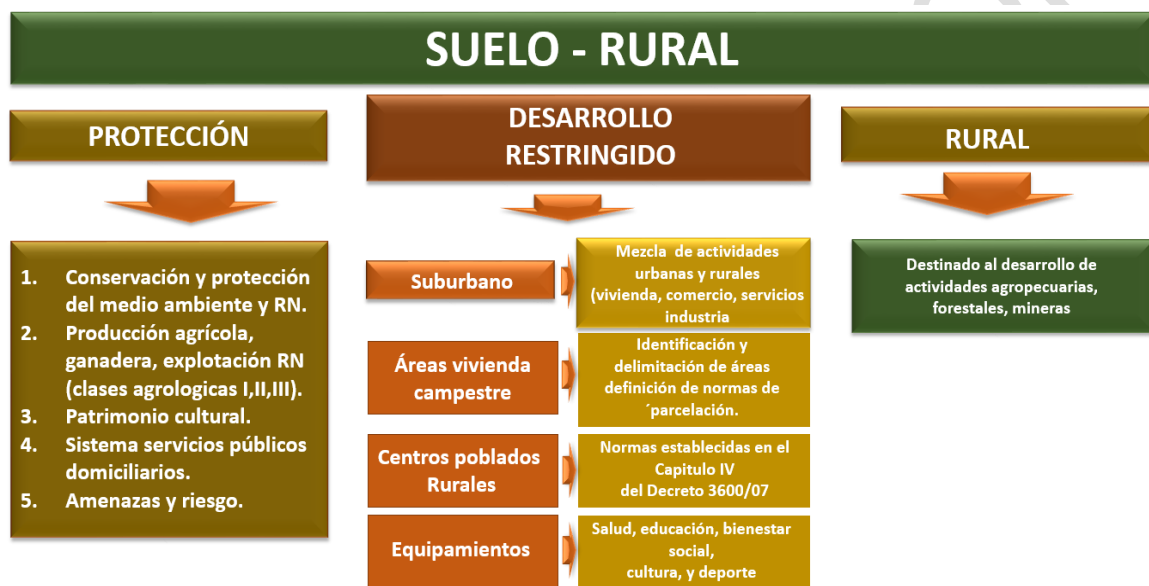 SUELO - RURAL
PROTECCIÓN
1. Conservación y protección
del medio ambiente y RN.
2. Producción agrícola,
ganadera, explotación RN
(clases agrologicas I,II,III).
3. Patrimonio cultural.
4. Sistema servicios públicos
domiciliarios.
5. Amenazas y riesgo.
DESARROLLO
RESTRINGIDO
Suburbano
Mezcla de actividades
urbanas y rurales
(vivienda, comercio, servicios
industria
Áreas vivienda
campestre
Identificación y
delimitación de áreas
definición de normas de
´parcelación.
Centros poblados
Rurales
Normas establecidas en el
Capitulo IV
del Decreto 3600/07
Equipamientos
Salud, educación, bienestar
social,
cultura, y deporte
RURAL
Destinado al desarrollo de
actividades agropecuarias,
forestales, mineras